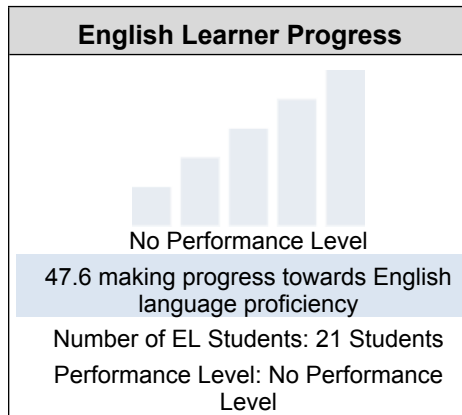 English Learner Progress
No Performance Level
47.6 making progress towards English
language proficiency
Number of EL Students: 21 Students
Performance Level: No Performance
Level